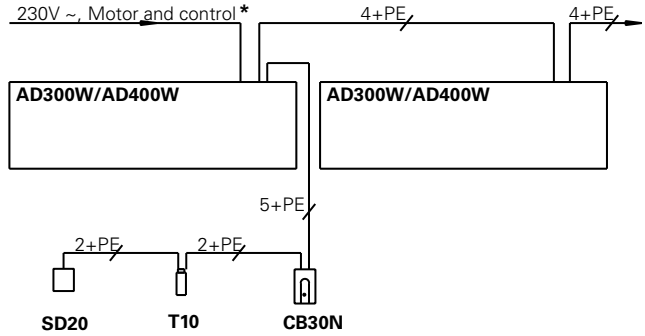 230V ~, Motor and control *
4+PE
4+PE
AD300W/AD400W
AD300W/AD400W
5+PE
2+PE
2+PE
SD20
T10
CB30N